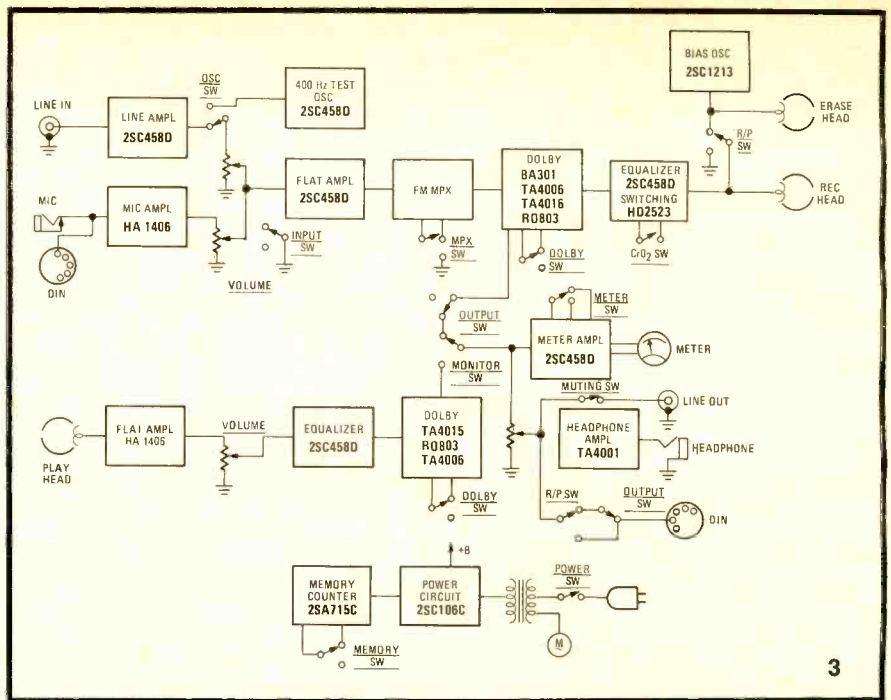 BIAS OSC
2SC1213
ERASE
HEAD
R/P
SW
REC
HEAD
OSC
SW
400 Hz TEST
OSC
2SC458D
LINE IN
LINE AMPL
2SC458D
MIC
MIC AMPL
HA 1406
DIN
VOLUME
INPUT
SW
FLAT AMPL
2SC458D
FM MPX
MPX
SW
DOLBY
BA301
TA4006
TA4016
RO803
DOLBY
SW
EQUALIZER
2SC458D
SWITCHING
HD2523
CrO2 SW
OUTPUT
SW
MONITOR
SW
METER
SW
METER AMPL
2SC458D
METER
MUTING SW
LINE OUT
HEADPHONE
AMPL
TA4001
HEADPHONE
R/P SW
OUTPUT
SW
DIN
PLAY
HEAD
FLAT AMPL
HA 1406
VOLUME
EQUALIZER
2SC458D
DOLBY
TA4015
RO803
TA4006
DOLBY
SW
+B
MEMORY
COUNTER
2SA715C
MEMORY
SW
POWER
CIRCUIT
2SC106C
POWER
SW
M
3